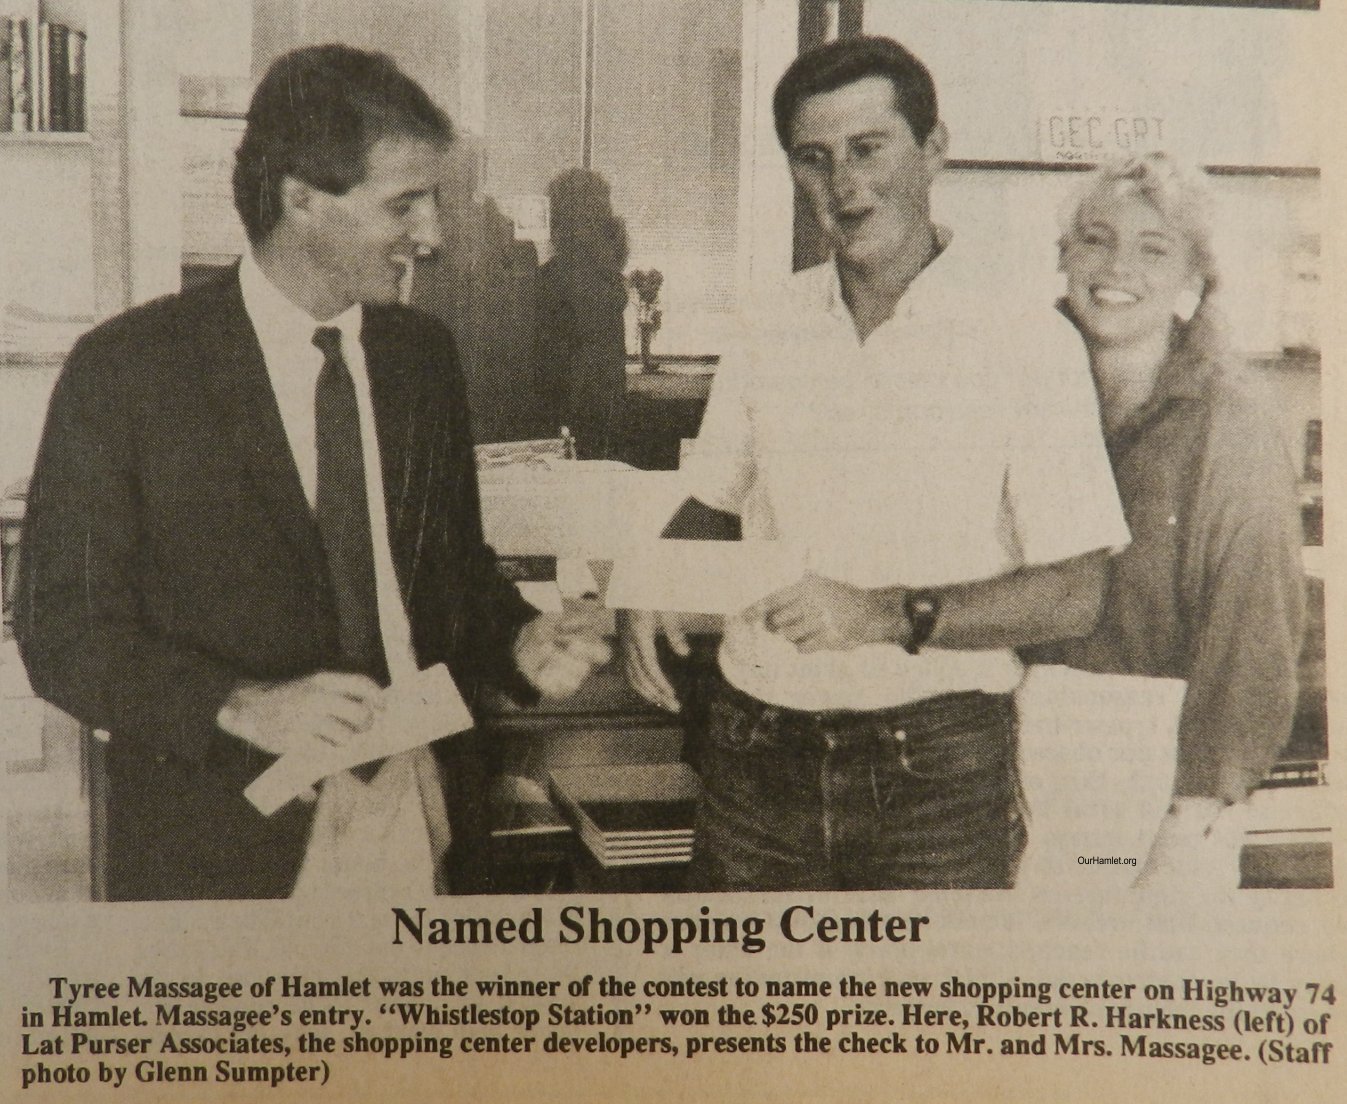 GEC GRT
OurHamlet.org
Named Shopping Center
Tyree Massagee of Hamlet was the winner of the contest to name the new shopping center on Highway 74
in Hamlet. Massagee's entry. "Whistlestop Station" won the $250 prize. Here, Robert R. Harkness (left) of
Lat Purser Associates, the shopping center developers, presents the check to Mr. and Mrs. Massagee. (Staff
photo by Glenn Sumpter)